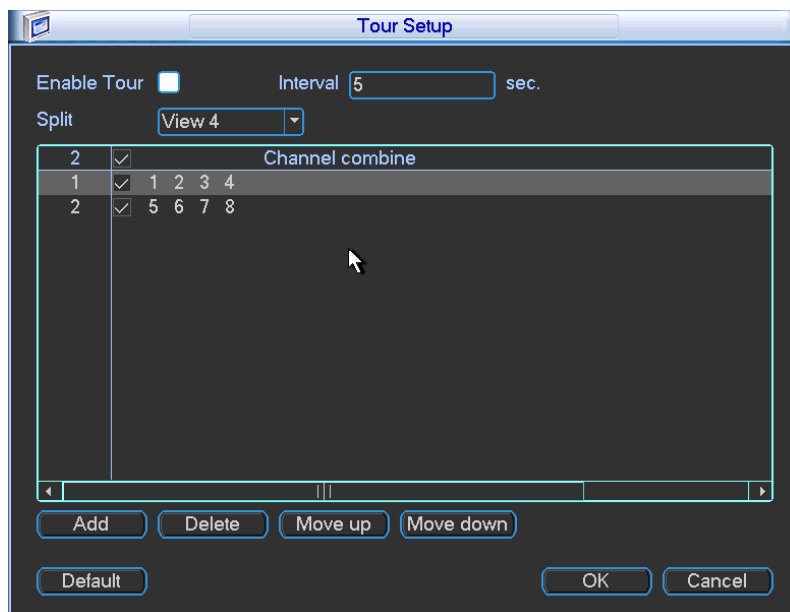 Tour Setup
Enable Tour Interval 5 sec.
Split View 4
2 Channel combine
1 1 2 3 4
2 5 6 7 8
Add Delete Move up Move down
Default OK Cancel